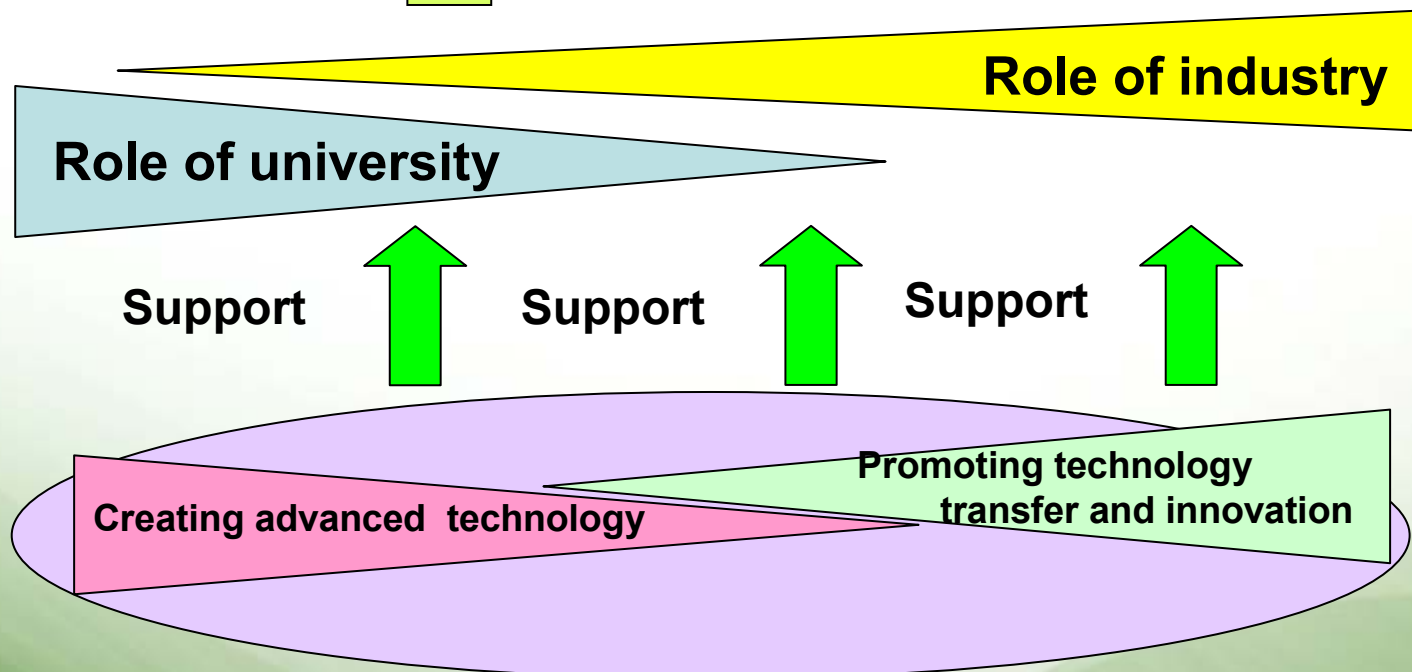 Role of industry
Role of university
Support
Support
Support
Promoting technology
transfer and innovation
Creating advanced technology